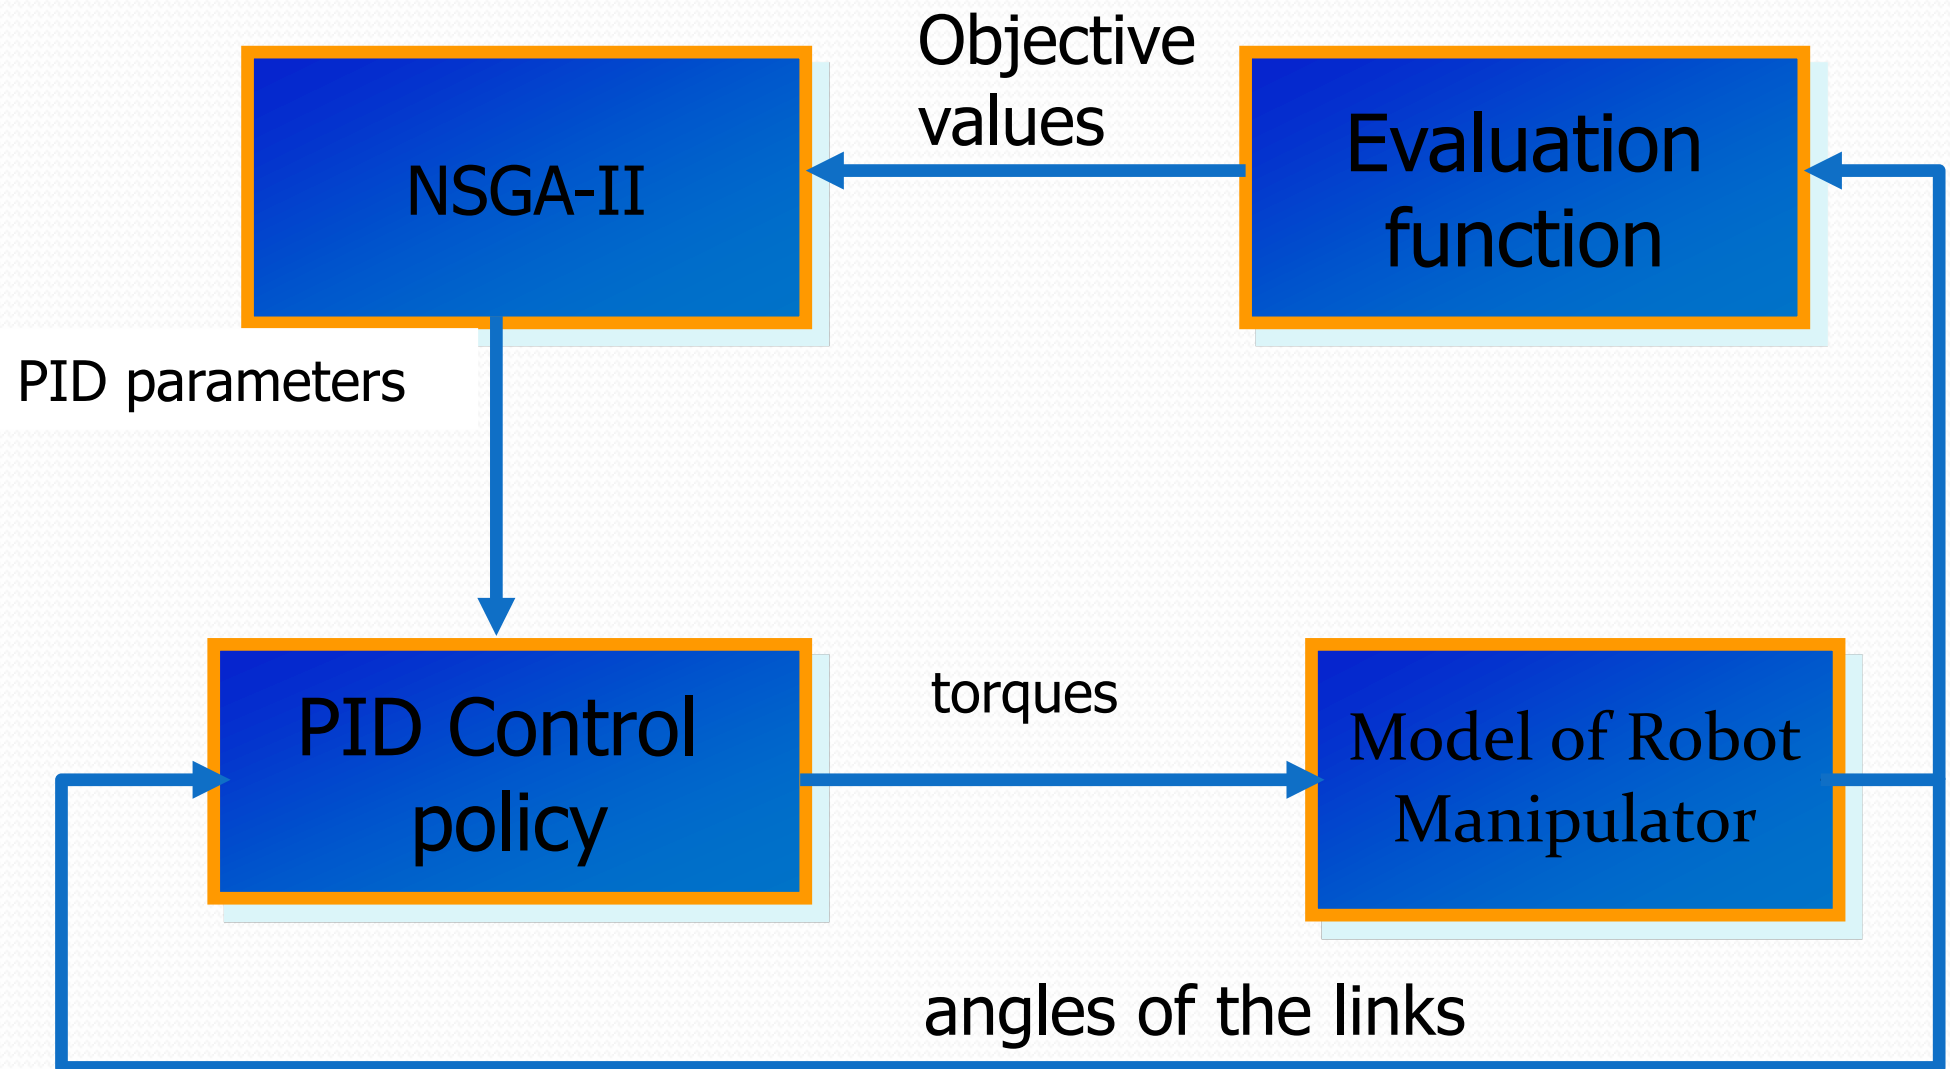 Objective
values
NSGA-II
Evaluation
function
PID parameters
PID Control
policy
torques
Model of Robot
Manipulator
angles of the links